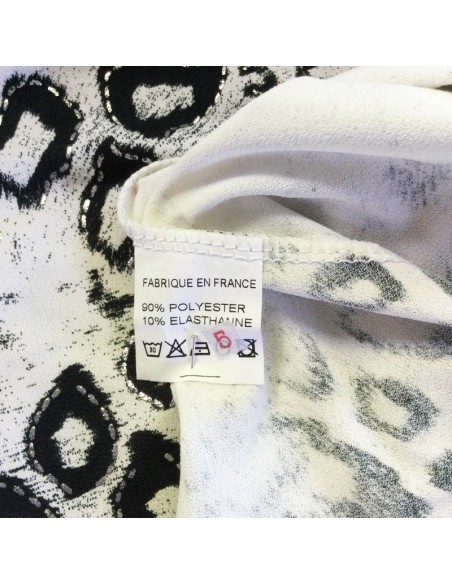 FABRIQUE EN FRANCE
90% POLYESTER
10% ELASTHANNE